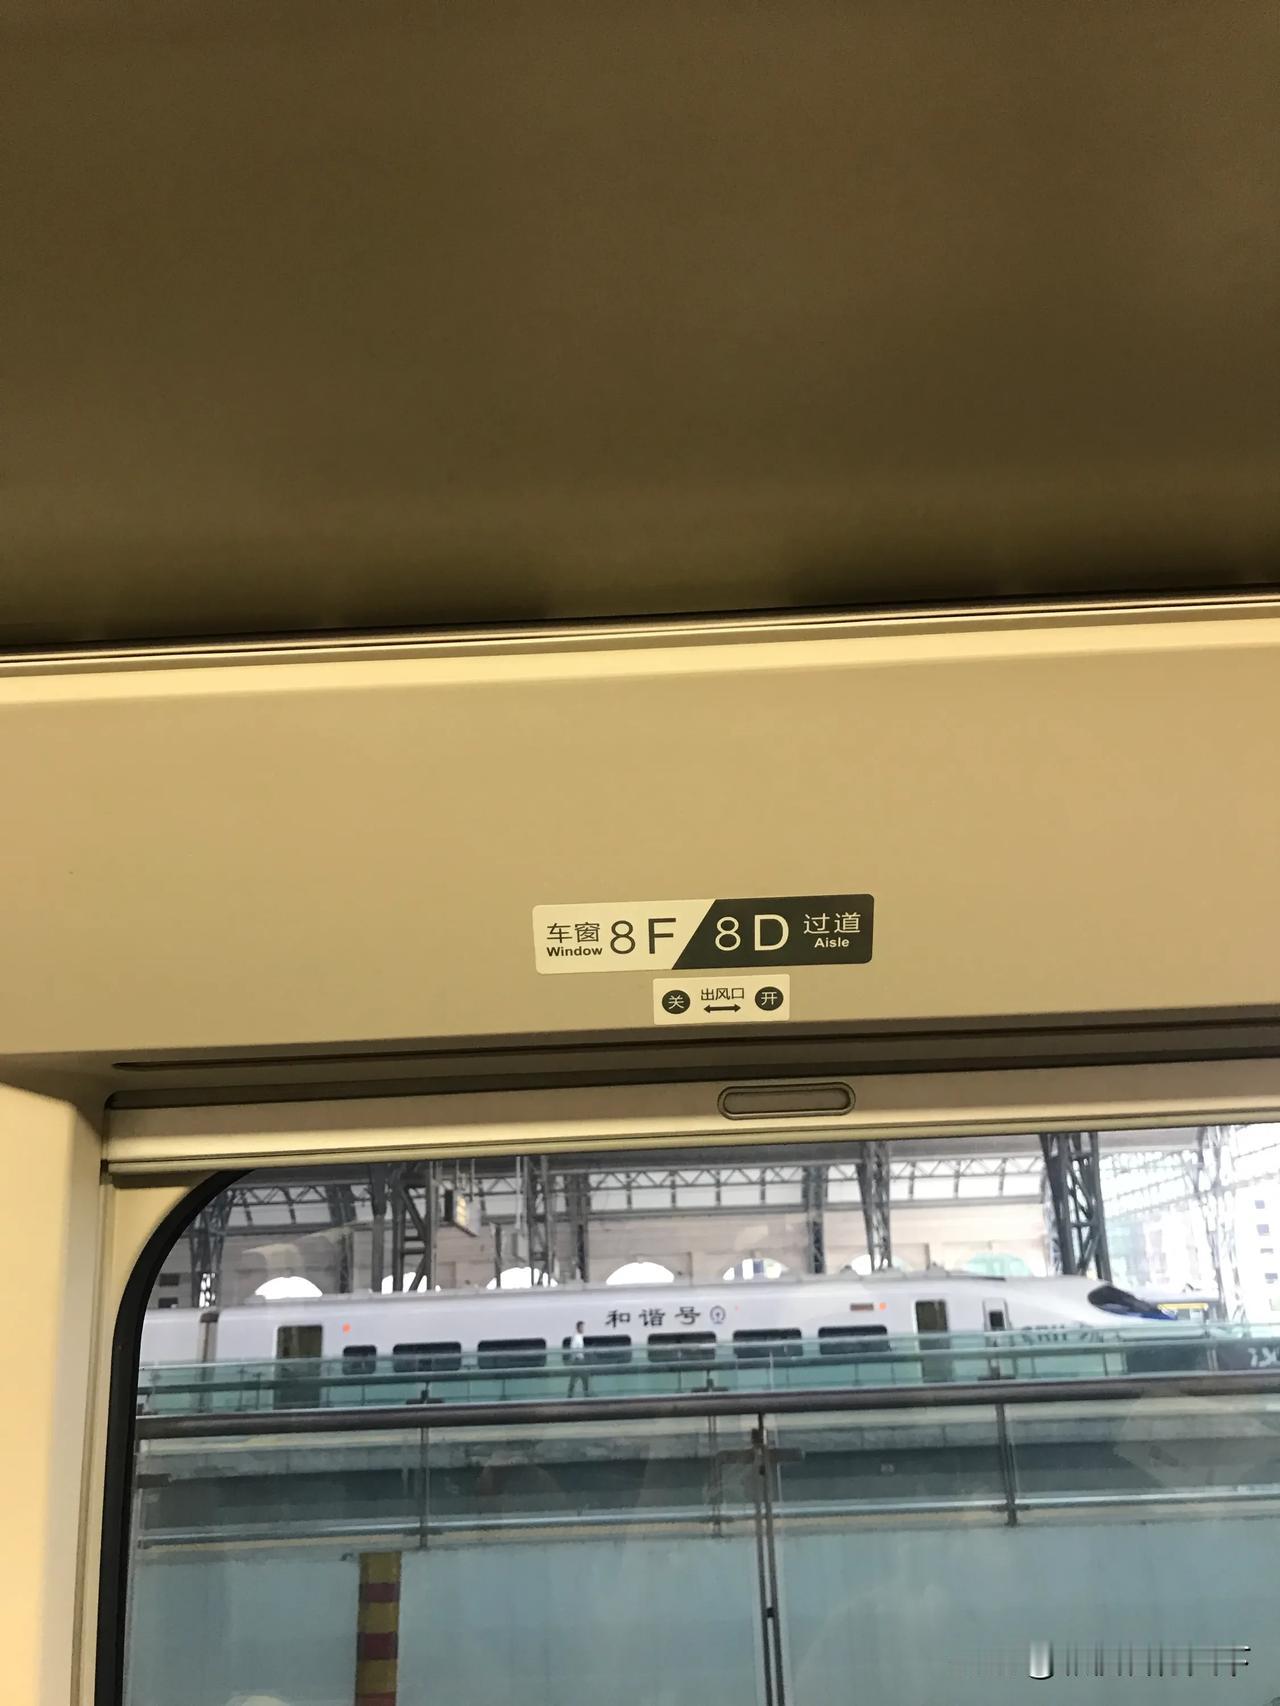 车窗 8F / 8D 过道
Window Aisle
关 出风口 开
和谐号